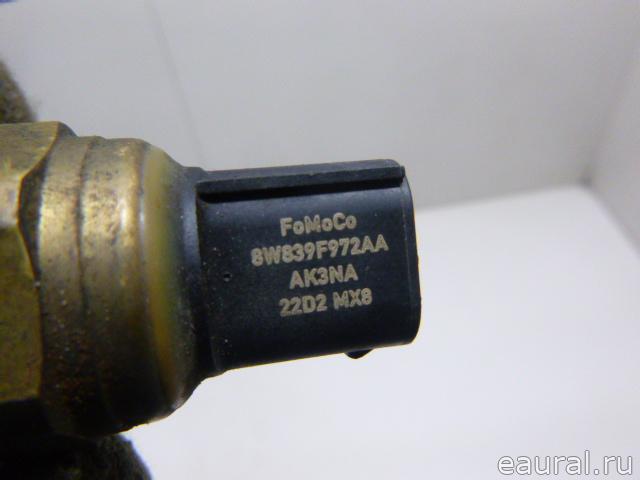 FoMoCo
8W839F972AA
AK3NA
22D2 MX8
eaural.ru